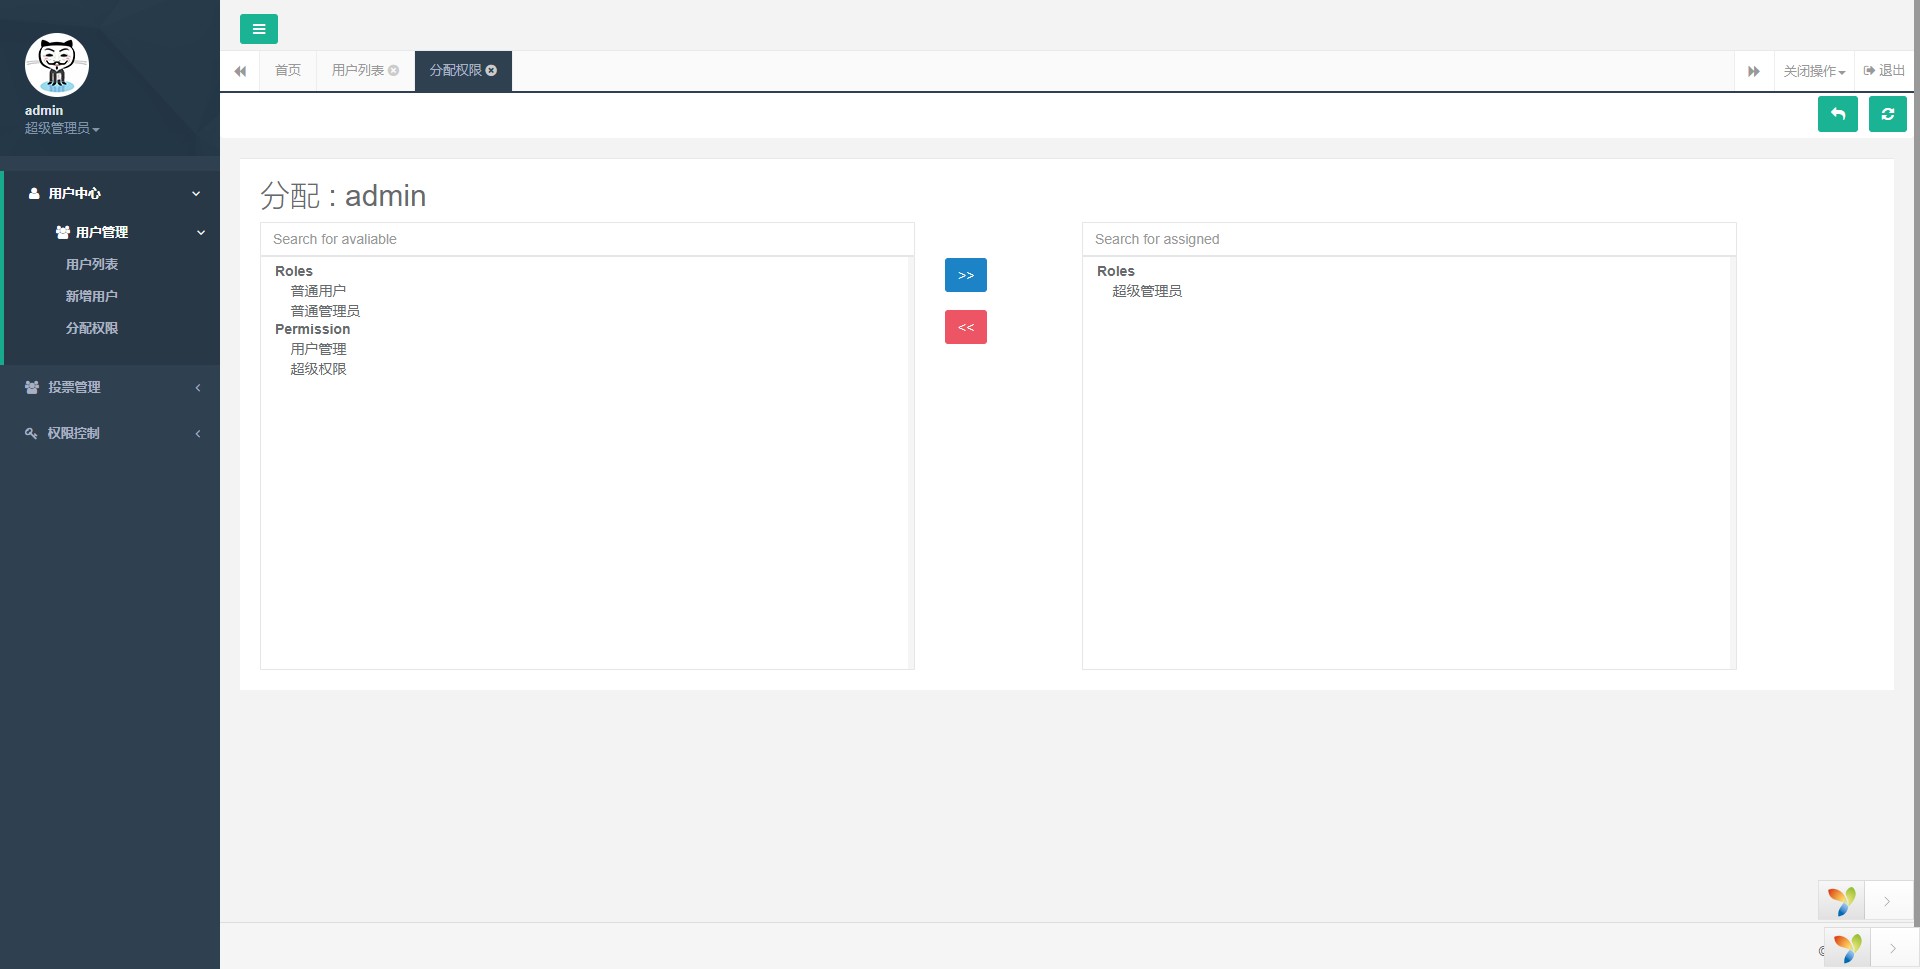 admin
超级管理员
用户中心
用户管理
用户列表
新增用户
分配权限
投票管理
权限控制
首页
用户列表
分配权限
关闭操作
退出
分配 : admin
Search for avaliable
Roles
普通用户
普通管理员
Permission
用户管理
超级权限
>>
<<
Search for assigned
Roles
超级管理员